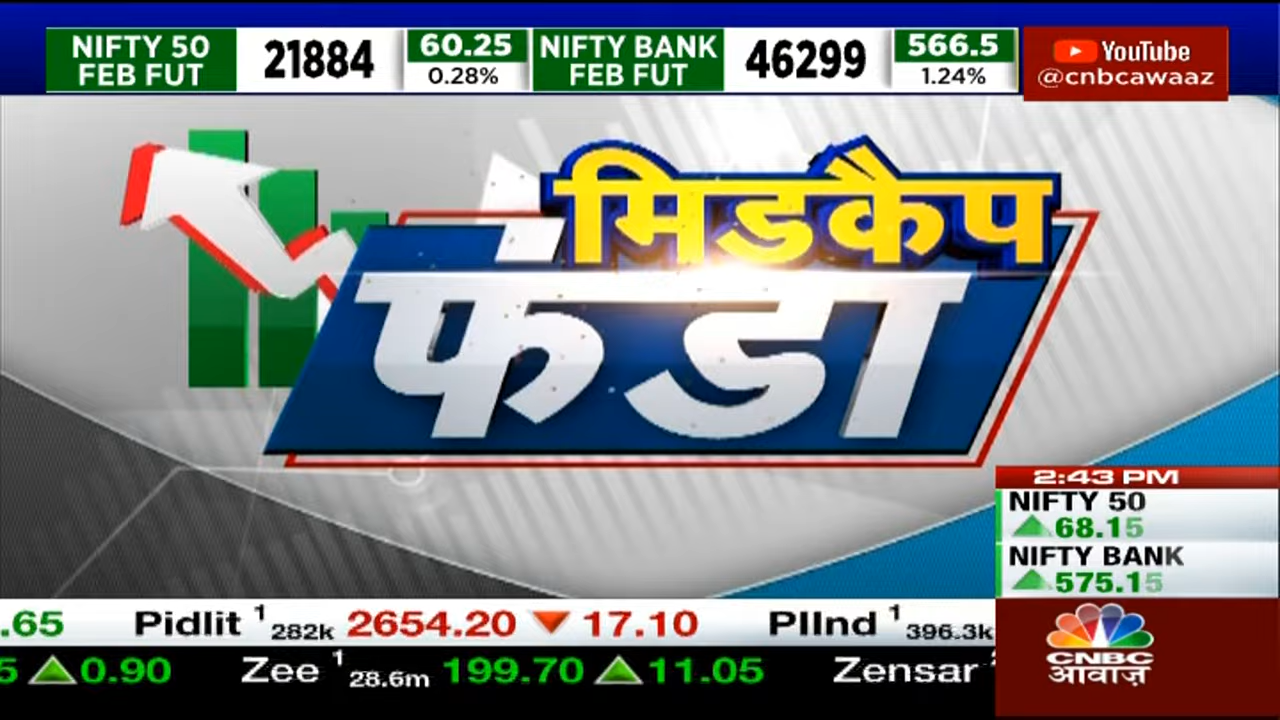 NIFTY 50 FEB FUT
21884
60.25
0.28%
NIFTY BANK FEB FUT
46299
566.5
1.24%
YouTube
@cnbcawaaz
मिडकैप
फंडा
2:43 PM
NIFTY 50
68.15
NIFTY BANK
575.15
.65 Pidlit 1 282k 2654.20 17.10 PIInd 1 396.3k
5 0.90 Zee 1 28.6m 199.70 11.05 Zensar
CNBC
आवाज़